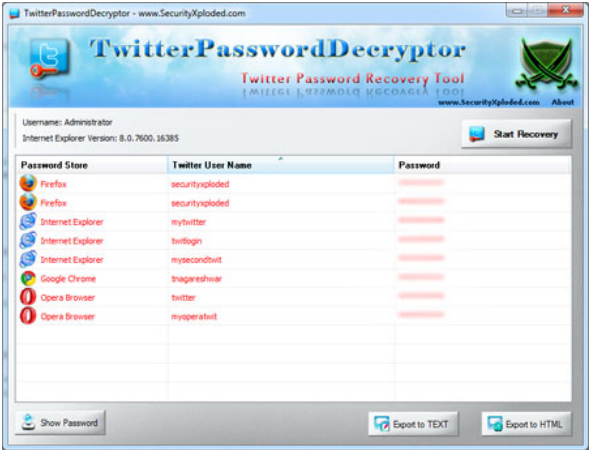 TwitterPasswordDecryptor - www.SecurityXploded.com
TwitterPasswordDecryptor
Twitter Password Recovery Tool
www.SecurityXploded.com About
Username: Administrator
Internet Explorer Version: 8.0.7600.16385
Start Recovery
Password Store Twitter User Name Password
Firefox securityxploded
Firefox securityxploded
Internet Explorer mytwitter
Internet Explorer twitlogin
Internet Explorer mysecondtwit
Google Chrome tnagareshwar
Opera Browser twitter
Opera Browser myoperatwit
Show Password Export to TEXT Export to HTML